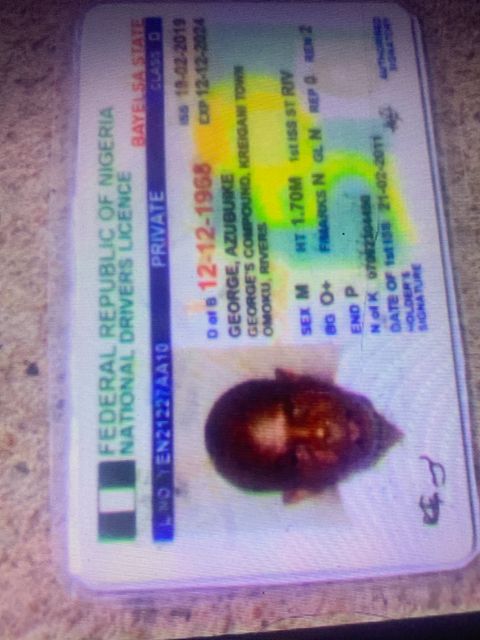 FEDERAL REPUBLIC OF NIGERIA
NATIONAL DRIVERS LICENCE
BAYELSA STATE
L NO YEN21227AA10 PRIVATE CLASS D
ISS 19-02-2019
D of B 12-12-1968 EXP 12-12-2024
GEORGE, AZUBUIKE
GEORGE'S COMPOUND, KREIGANI TOWN
OMOKU, RIVERS.
SEX M HT 1.70M 1st ISS ST RIV
BG O+ F/MARKS N GL N REP 0 REN 2
END P
N of K
DATE OF 1st ISS 21-02-2011
HOLDER'S
SIGNATURE
AUTHORISED
SIGNATORY